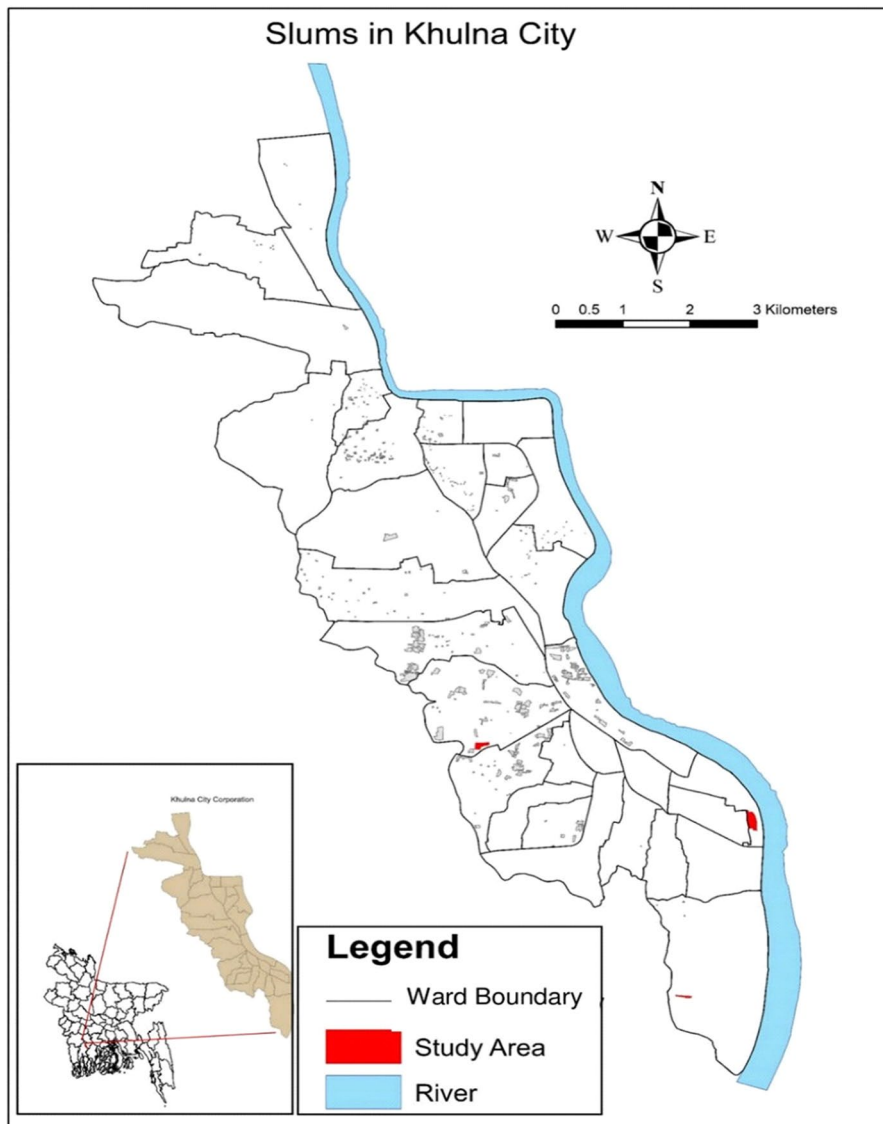 Slums in Khulna City
N
W E
S
0 0.5 1 2 3 Kilometers
Khulna City Corporation
Legend
Ward Boundary
Study Area
River